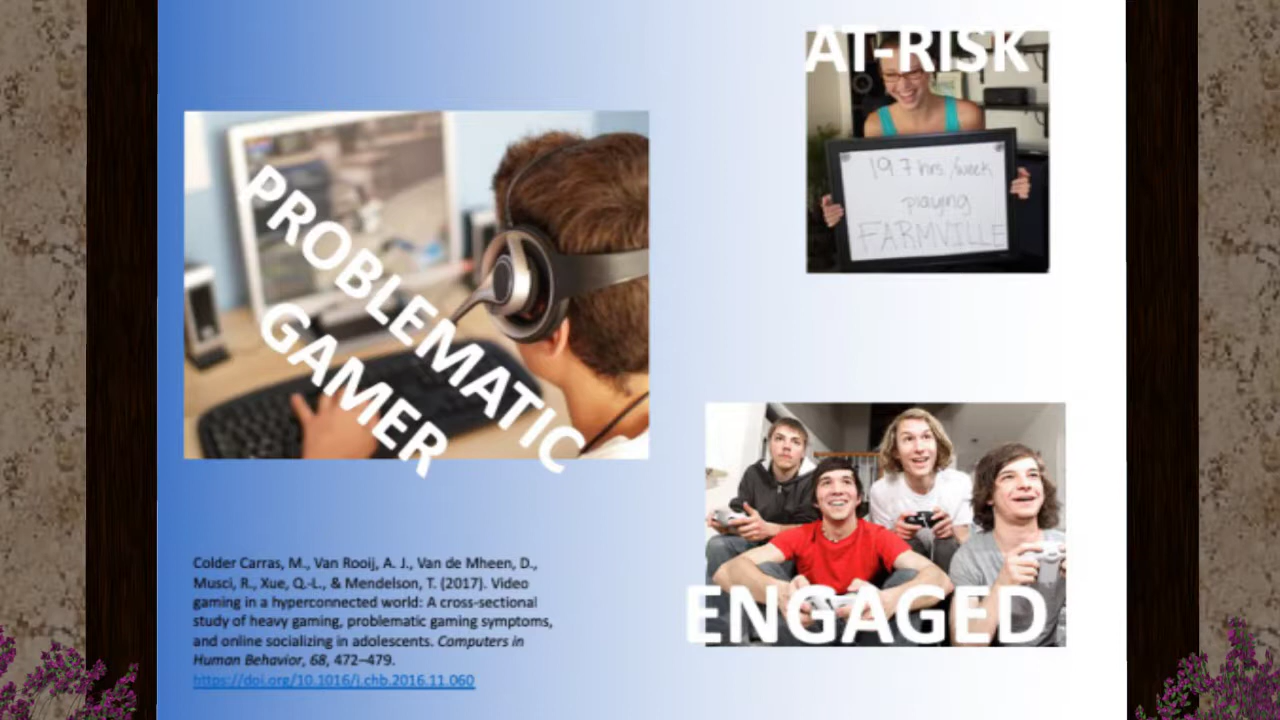 AT-RISK
19.7 hrs/week
playing
FARMVILLE
PROBLEMATIC
GAMER
ENGAGED
Colder Carras, M., Van Rooij, A. J., Van de Mheen, D.,
Musci, R., Xue, Q.-L., & Mendelson, T. (2017). Video
gaming in a hyperconnected world: A cross-sectional
study of heavy gaming, problematic gaming symptoms,
and online socializing in adolescents. Computers in
Human Behavior, 68, 472–479.
https://doi.org/10.1016/j.chb.2016.11.060